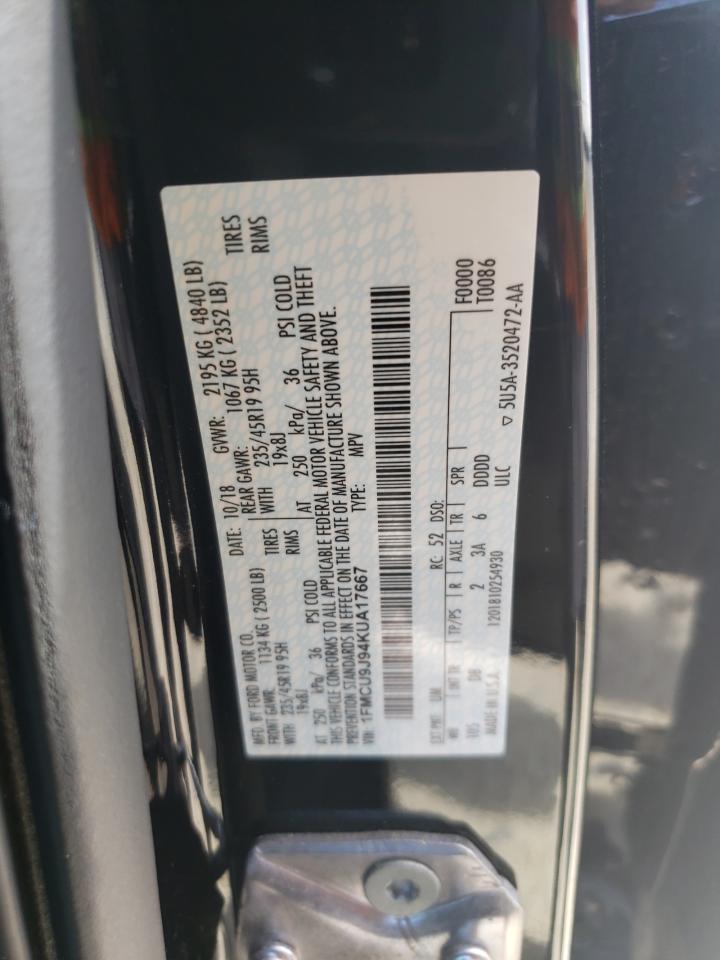 MFD. BY FORD MOTOR CO. DATE: 10/18 GVWR: 2195 KG ( 4840 LB)
FRONT GAWR: 1134 KG ( 2500 LB) REAR GAWR: 1067 KG ( 2352 LB)
WITH 235/45R19 95H TIRES WITH 235/45R19 95H TIRES
19x8J RIMS 19x8J RIMS
AT 250 kPa/ 36 PSI COLD AT 250 kPa/ 36 PSI COLD
THIS VEHICLE CONFORMS TO ALL APPLICABLE FEDERAL MOTOR VEHICLE SAFETY AND THEFT
PREVENTION STANDARDS IN EFFECT ON THE DATE OF MANUFACTURE SHOWN ABOVE.
VIN: 1FMCU9J94KUA17667 TYPE: MPV
EXT PNT: UM RC: 52 DSO: F0000
WB INT TR TP/PS R AXLE TR SPR T0086
105 DB 2 3A 6 DDDD
MADE IN U.S.A. 1201810254930 ULC ▽ 5U5A-3520472-AA